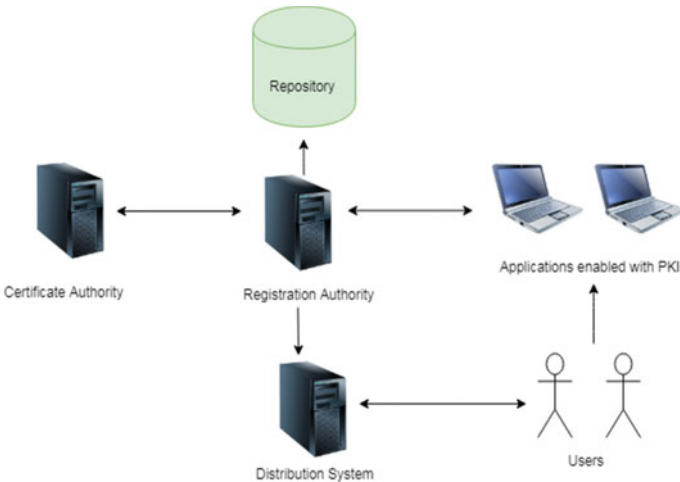 Repository
Certificate Authority
Registration Authority
Applications enabled with PKI
Distribution System
Users